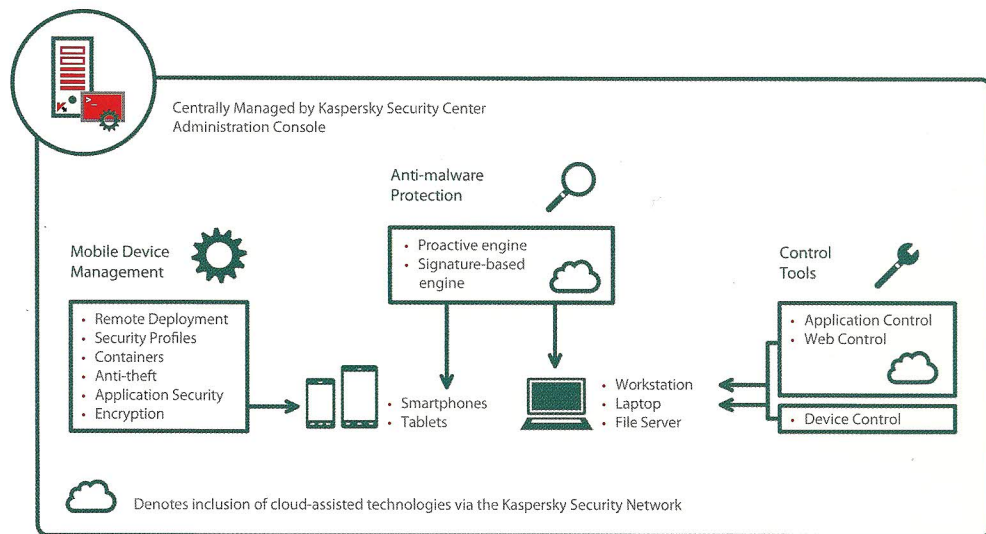 Centrally Managed by Kaspersky Security Center
Administration Console
Anti-malware
Protection
• Proactive engine
• Signature-based
engine
Mobile Device
Management
• Remote Deployment
• Security Profiles
• Containers
• Anti-theft
• Application Security
• Encryption
Control
Tools
• Application Control
• Web Control
• Device Control
• Smartphones
• Tablets
• Workstation
• Laptop
• File Server
Denotes inclusion of cloud-assisted technologies via the Kaspersky Security Network